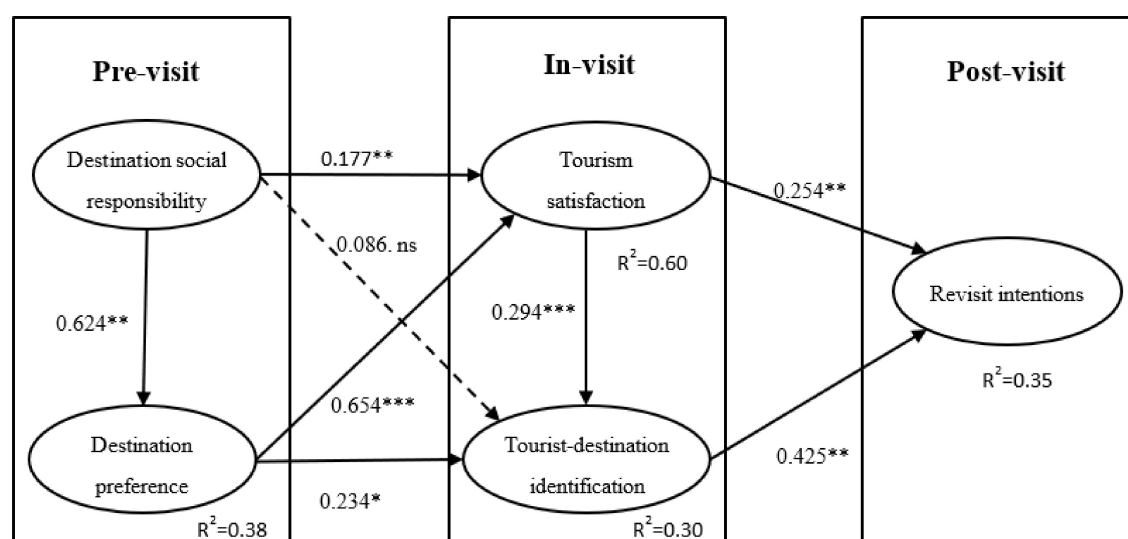 Pre-visit
In-visit
Post-visit
Destination social
responsibility
0.177**
Tourism
satisfaction
0.254**
0.086. ns
R²=0.60
Revisit intentions
0.624**
0.294***
R²=0.35
0.654***
Destination
preference
Tourist-destination
identification
0.425**
0.234*
R²=0.38
R²=0.30